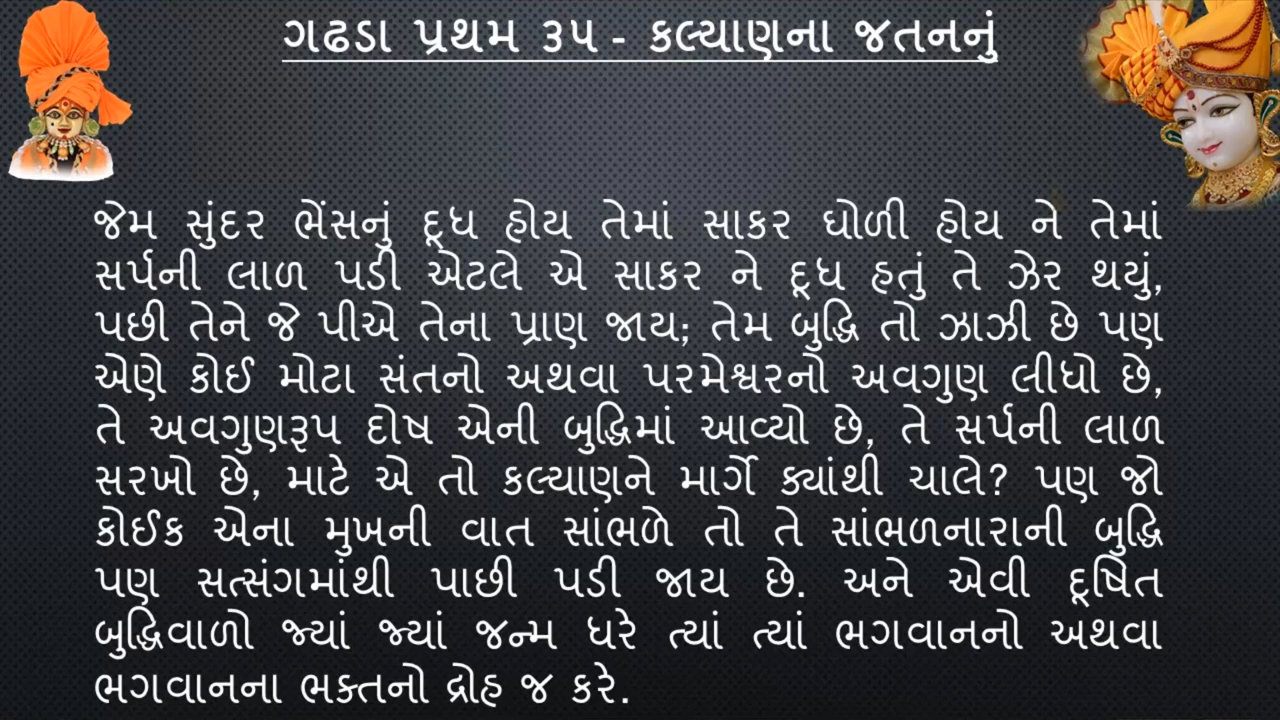 ગઢડા પ્રથમ ૩૫ - કલ્યાણના જતનનું
જેમ સુંદર ભેંસનું દૂધ હોય તેમાં સાકર ઘોળી હોય ને તેમાં
સર્પની લાળ પડી એટલે એ સાકર ને દૂધ હતું તે ઝેર થયું,
પછી તેને જે પીએ તેના પ્રાણ જાય; તેમ બુદ્ધિ તો ઝાઝી છે પણ
એણે કોઈ મોટા સંતનો અથવા પરમેશ્વરનો અવગુણ લીધો છે,
તે અવગુણરૂપ દોષ એની બુદ્ધિમાં આવ્યો છે, તે સર્પની લાળ
સરખો છે, માટે એ તો કલ્યાણને માર્ગે ક્યાંથી ચાલે? પણ જો
કોઈક એના મુખની વાત સાંભળે તો તે સાંભળનારાની બુદ્ધિ
પણ સત્સંગમાંથી પાછી પડી જાય છે. અને એવી દૂષિત
બુદ્ધિવાળો જ્યાં જ્યાં જન્મ ધરે ત્યાં ત્યાં ભગવાનનો અથવા
ભગવાનના ભક્તનો દ્રોહ જ કરે.